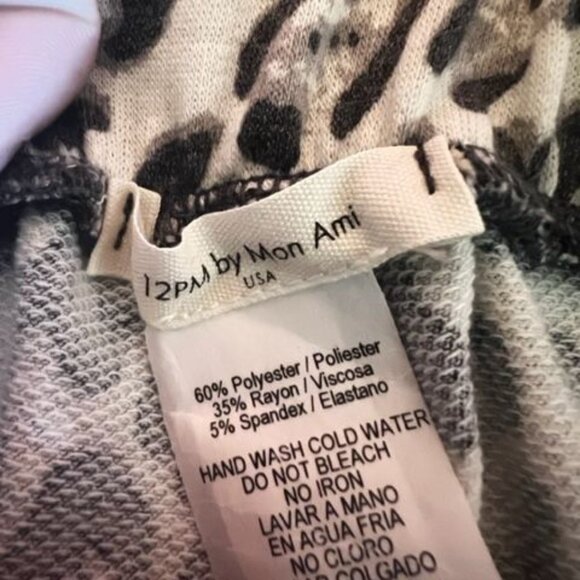 12PM by Mon Ami
USA
60% Polyester / Poliester
35% Rayon / Viscosa
5% Spandex / Elastano
HAND WASH COLD WATER
DO NOT BLEACH
NO IRON
LAVAR A MANO
EN AGUA FRIA
NO CLORO
COLGADO